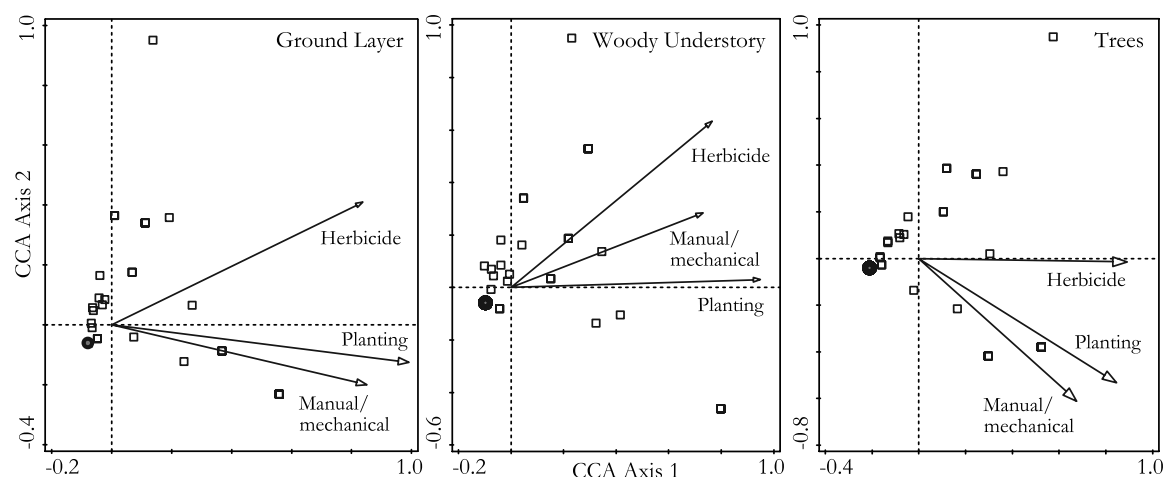 1.0
Ground Layer
Herbicide
Planting
Manual/
mechanical
CCA Axis 2
-0.4
-0.2
1.0
1.0
Woody Understory
Herbicide
Manual/
mechanical
Planting
-0.6
-0.2
1.0
CCA Axis 1
1.0
Trees
Herbicide
Planting
Manual/
mechanical
-0.8
-0.4
1.0